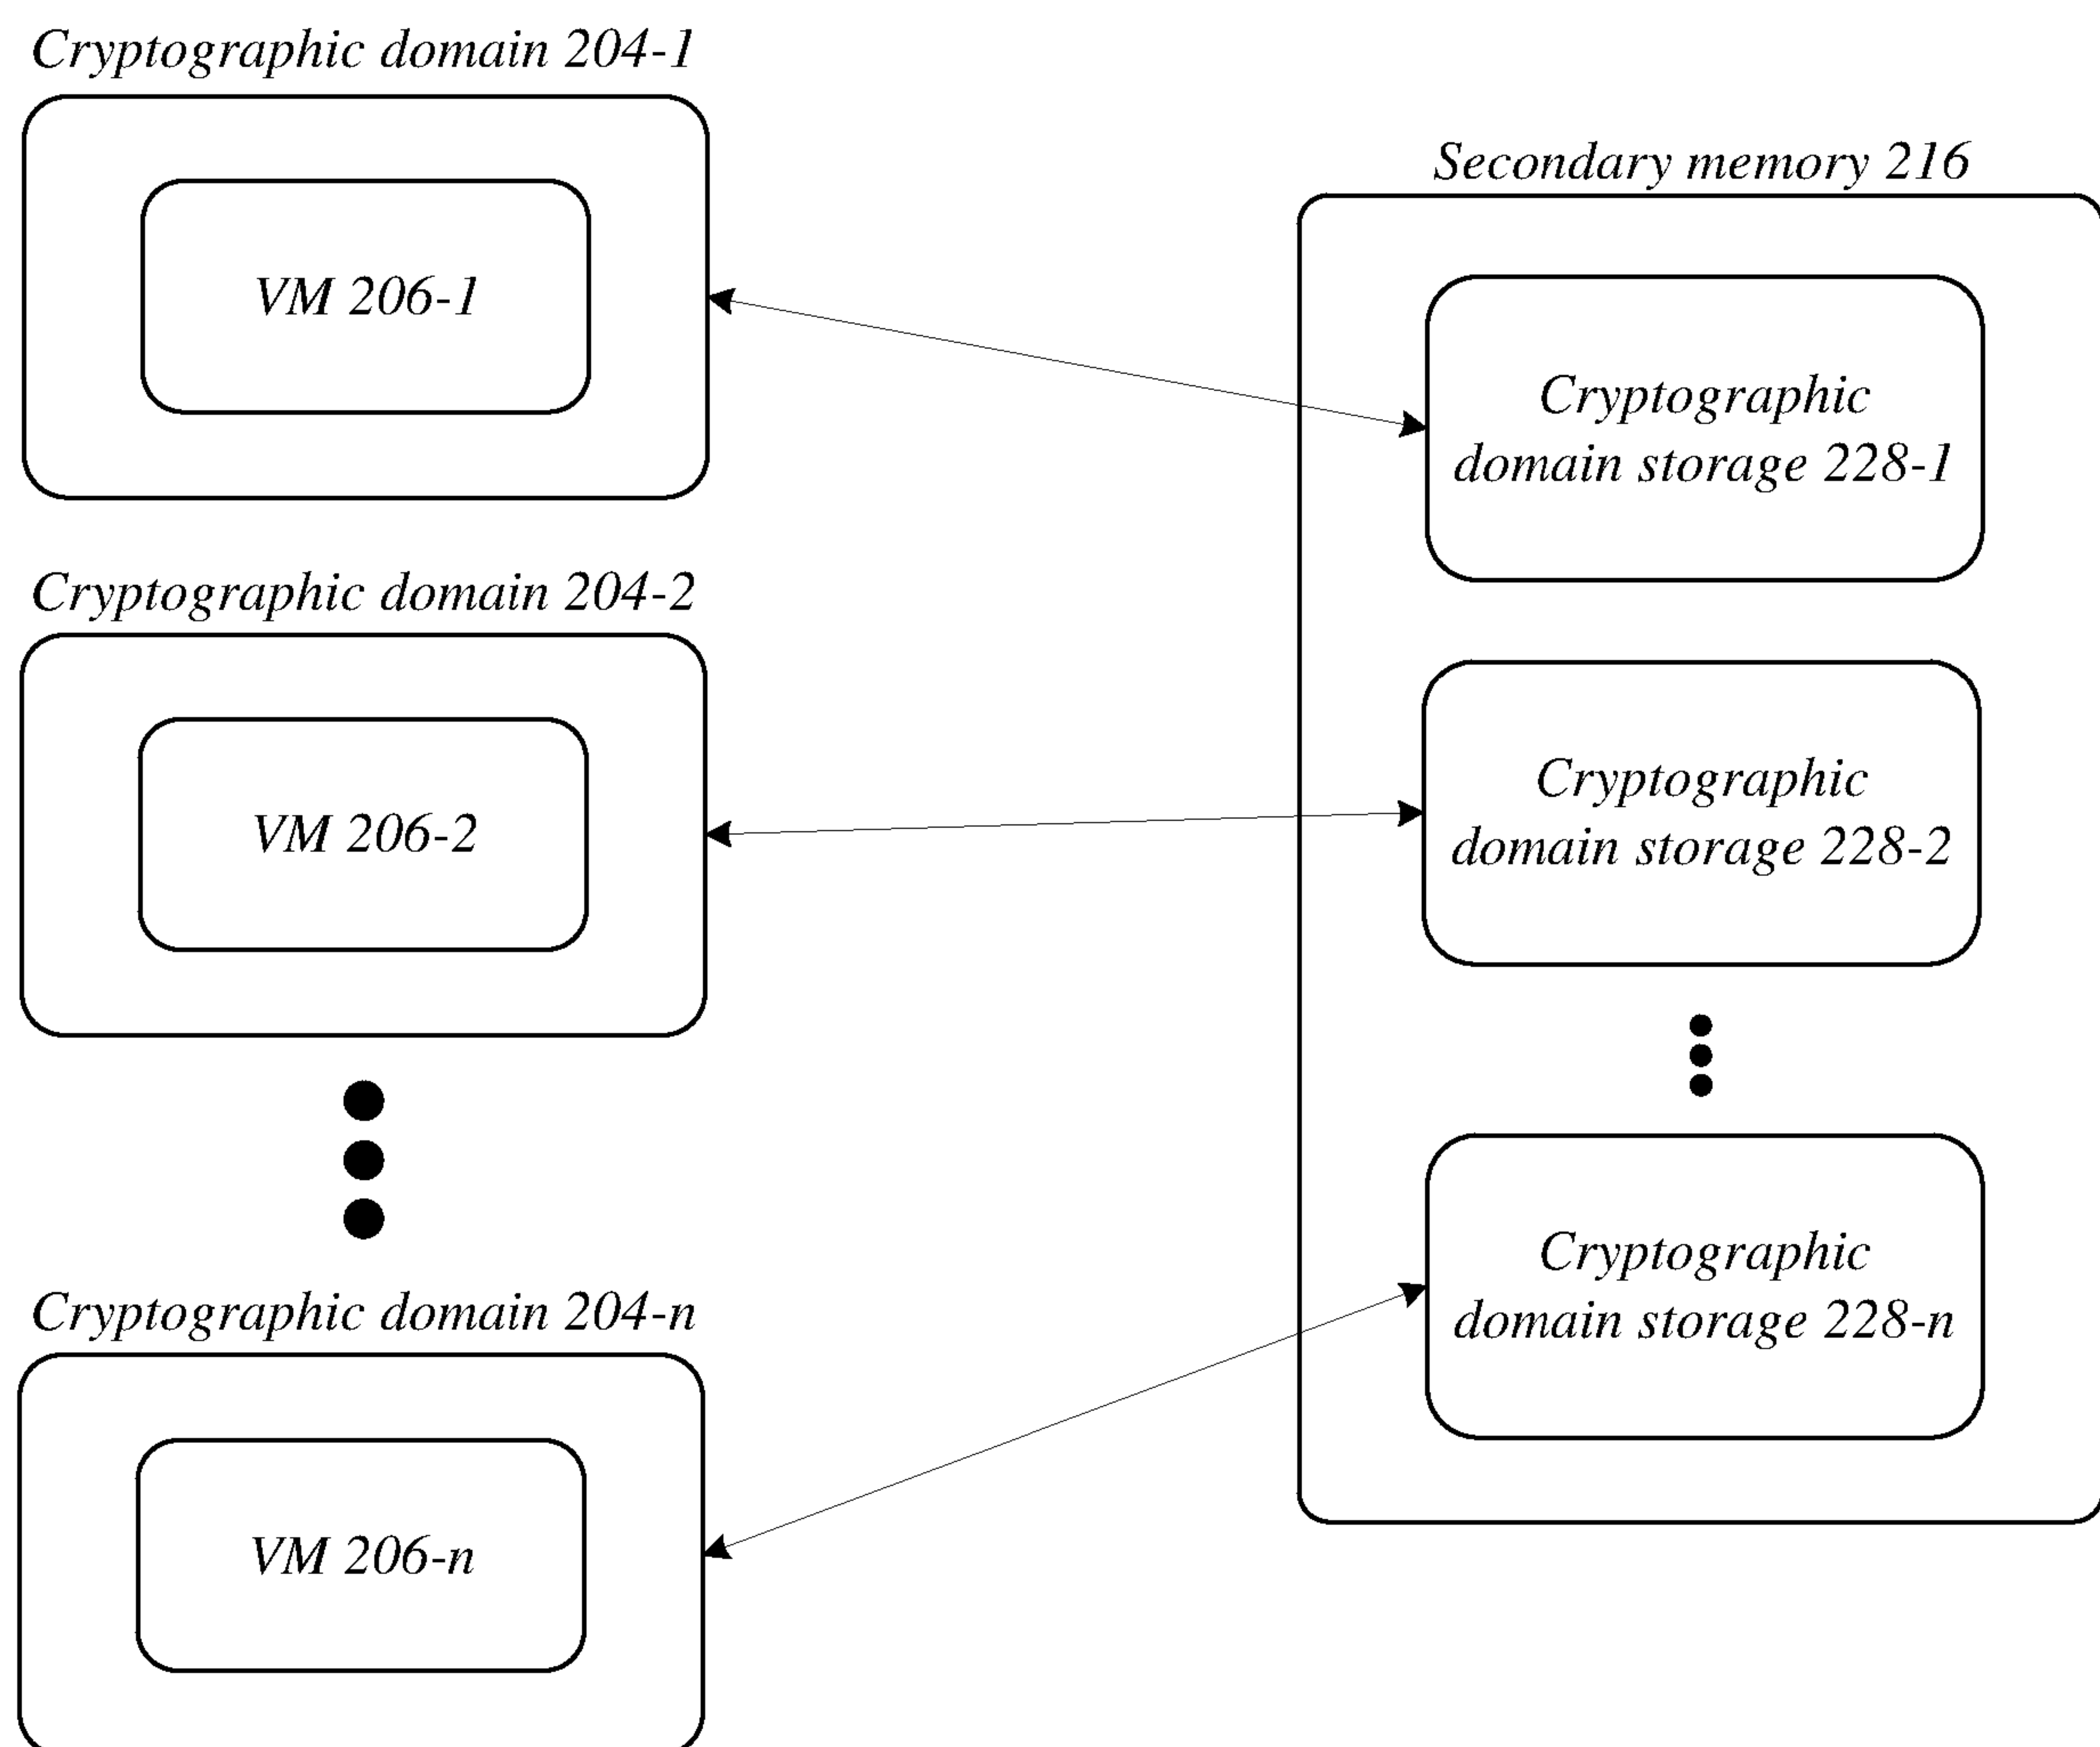 Cryptographic domain 204-1
VM 206-1
Cryptographic domain 204-2
VM 206-2
Cryptographic domain 204-n
VM 206-n
Secondary memory 216
Cryptographic
domain storage 228-1
Cryptographic
domain storage 228-2
Cryptographic
domain storage 228-n